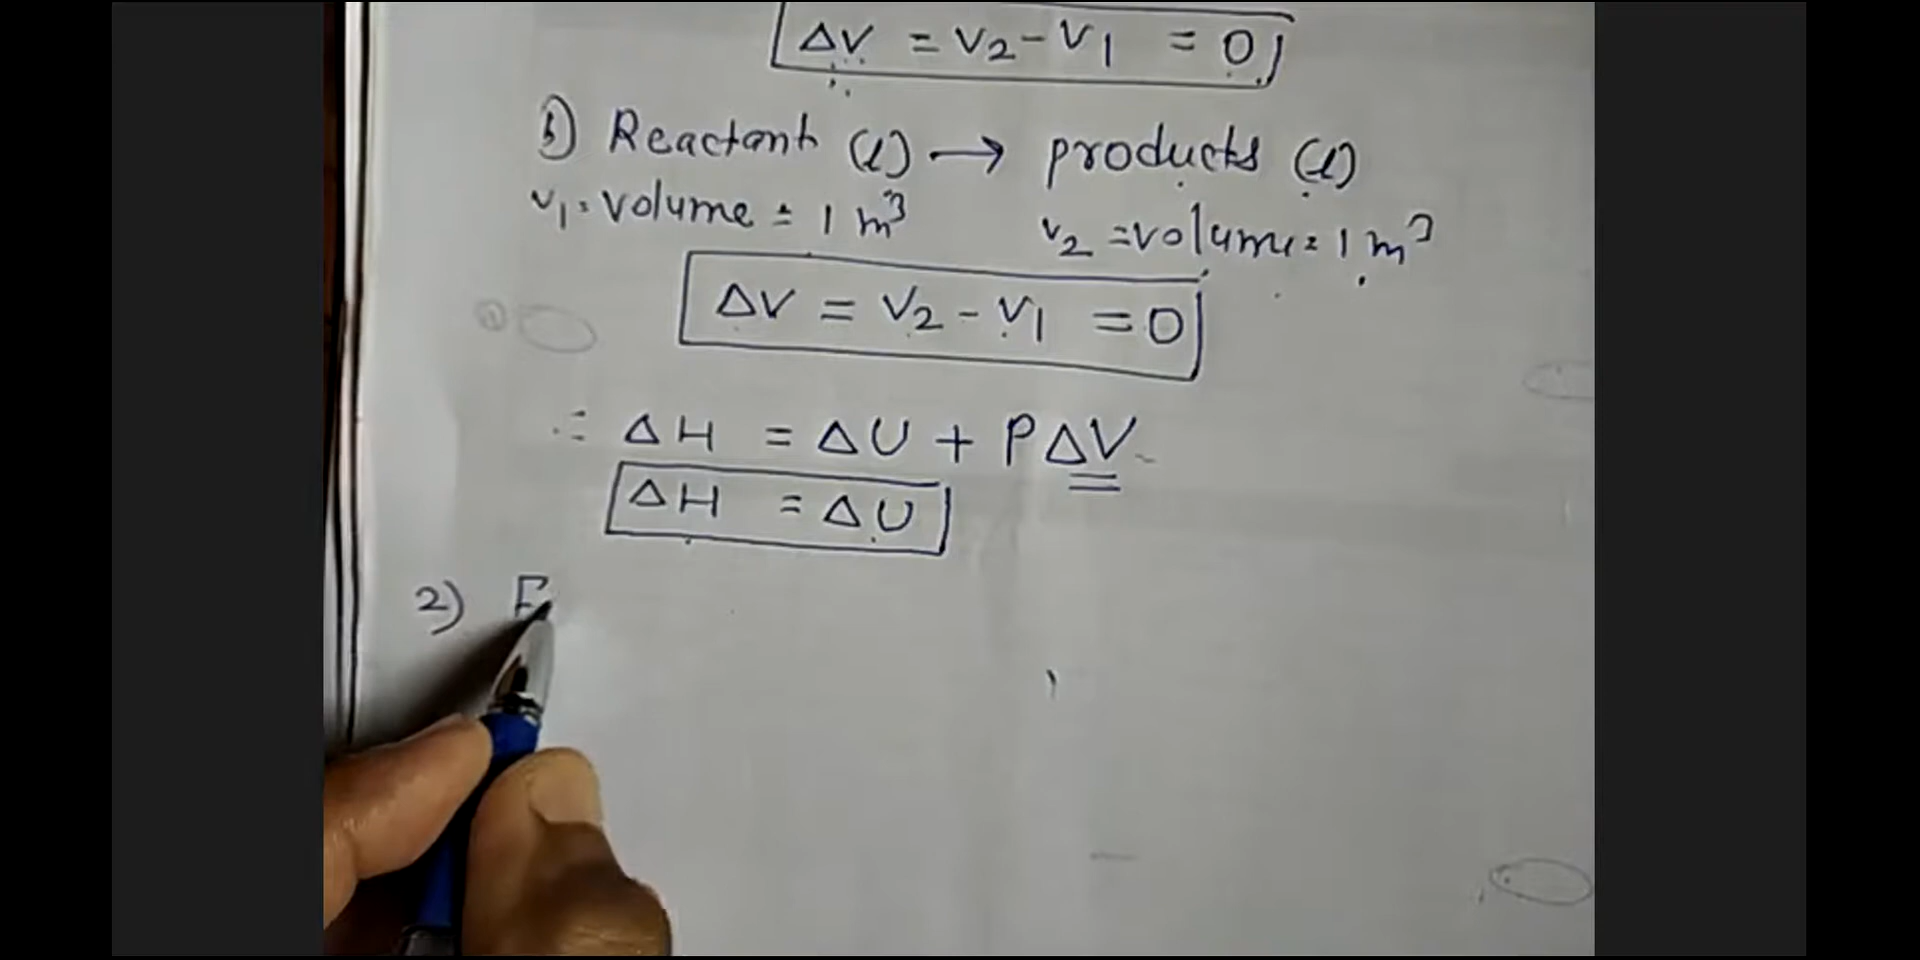 ΔV = V2 - V1 = 0
b) Reactant (l) → products (l)
V1 = volume = 1 m³ V2 = volume = 1 m³
ΔV = V2 - V1 = 0
∴ ΔH = ΔU + PΔV
ΔH = ΔU
2) F